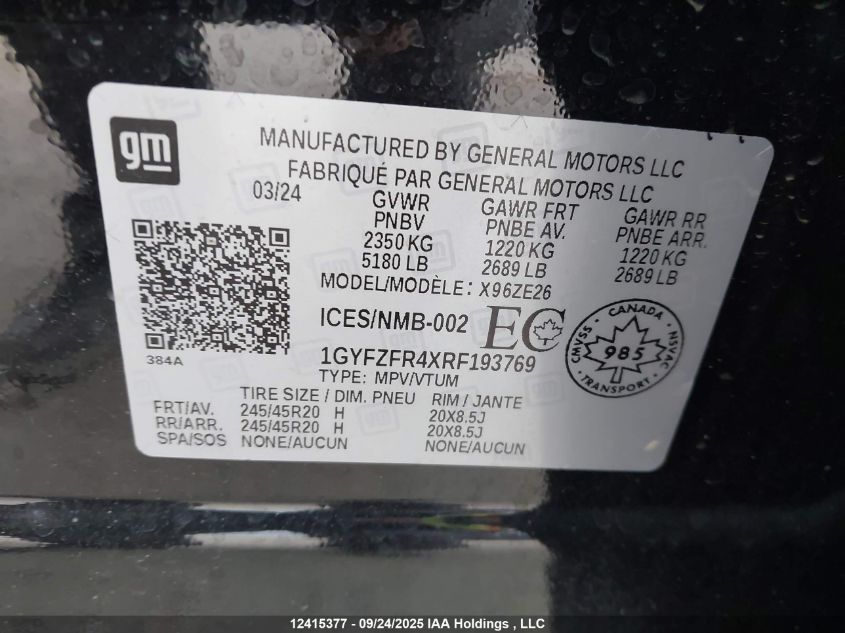 gm
MANUFACTURED BY GENERAL MOTORS LLC
FABRIQUÉ PAR GENERAL MOTORS LLC
03/24
GVWR GAWR FRT GAWR RR
PNBV PNBE AV. PNBE ARR.
2350 KG 1220 KG 1220 KG
5180 LB 2689 LB 2689 LB
MODEL/MODÈLE: X96ZE26
ICES/NMB-002 EC
CANADA
CMVSS 985 NSVAC
TRANSPORT
384A
1GYFZFR4XRF193769
TYPE: MPV/VTUM
TIRE SIZE / DIM. PNEU RIM / JANTE
FRT/AV. 245/45R20 H 20X8.5J
RR/ARR. 245/45R20 H 20X8.5J
SPA/SOS NONE/AUCUN NONE/AUCUN
12415377 - 09/24/2025 IAA Holdings , LLC